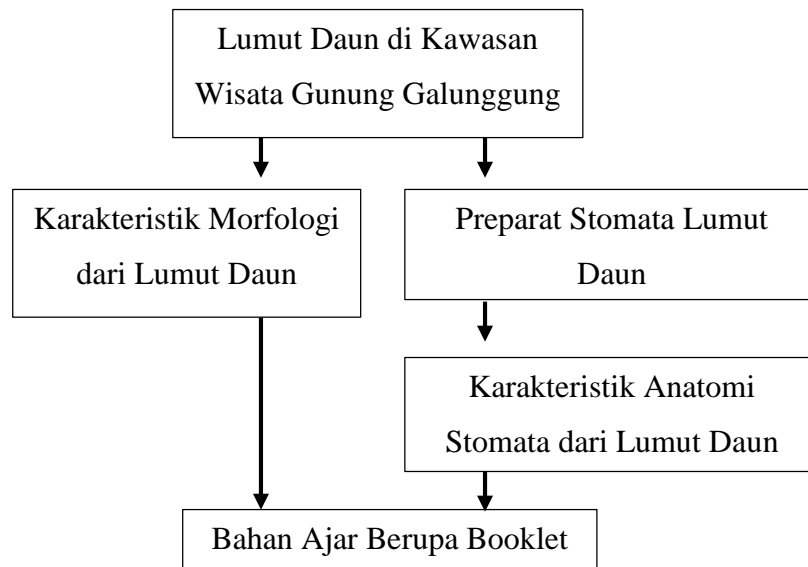 Lumut Daun di Kawasan
Wisata Gunung Galunggung
Karakteristik Morfologi
dari Lumut Daun
Preparat Stomata Lumut
Daun
Karakteristik Anatomi
Stomata dari Lumut Daun
Bahan Ajar Berupa Booklet